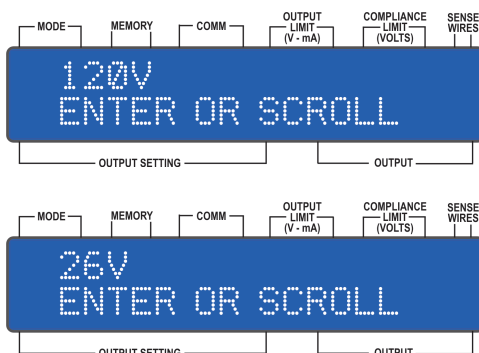 MODE MEMORY COMM OUTPUT LIMIT (V - mA) COMPLIANCE LIMIT (VOLTS) SENSE WIRES
120V
ENTER OR SCROLL
OUTPUT SETTING OUTPUT
MODE MEMORY COMM OUTPUT LIMIT (V - mA) COMPLIANCE LIMIT (VOLTS) SENSE WIRES
26V
ENTER OR SCROLL
OUTPUT SETTING OUTPUT